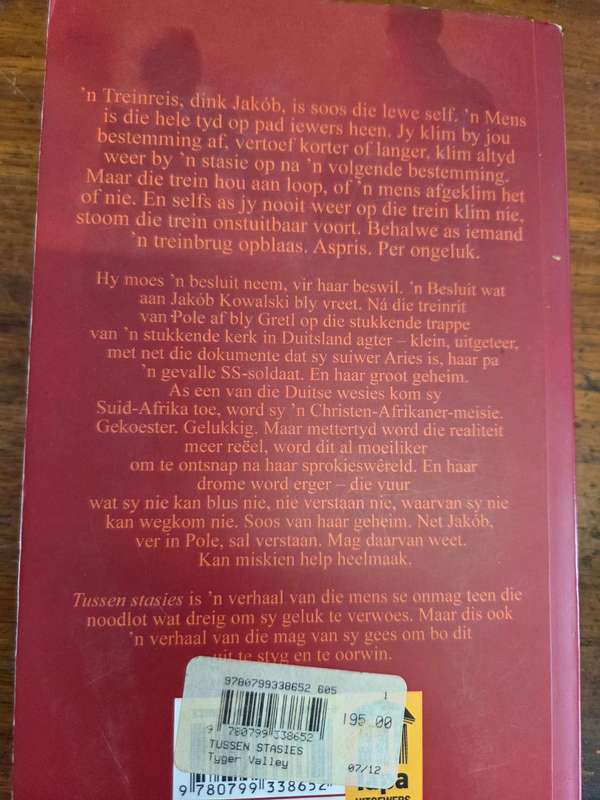 'n Treinreis, dink Jakób, is soos die lewe self. 'n Mens
is die hele tyd op pad iewers heen. Jy klim by jou
bestemming af, vertoef korter of langer, klim altyd
weer by 'n stasie op na 'n volgende bestemming.
Maar die trein hou aan loop, of 'n mens afgeklim het
of nie. En selfs as jy nooit weer op die trein klim nie,
stoom die trein onstuitbaar voort. Behalwe as iemand
'n treinbrug opblaas. Aspris. Per ongeluk.
Hy moes 'n besluit neem, vir haar beswil. 'n Besluit wat
aan Jakób Kowalski bly vreet. Ná die treinrit
van Pole af bly Gretl op die stukkende trappe
van 'n stukkende kerk in Duitsland agter – klein, uitgeteer,
met net die dokumente dat sy suiwer Aries is, haar pa
'n gevalle SS-soldaat. En haar groot geheim.
As een van die Duitse wesies kom sy
Suid-Afrika toe, word sy 'n Christen-Afrikaner-meisie.
Gekoester. Gelukkig. Maar mettertyd word die realiteit
meer reëel, word dit al moeiliker
om te ontsnap na haar sprokieswêreld. En haar
drome word erger – die vuur
wat sy nie kan blus nie, nie verstaan nie, waarvan sy nie
kan wegkom nie. Soos van haar geheim. Net Jakób,
ver in Pole, sal verstaan. Mag daarvan weet.
Kan miskien help heelmaak.
Tussen stasies is 'n verhaal van die mens se onmag teen die
noodlot wat dreig om sy geluk te verwoes. Maar dis ook
'n verhaal van die mag van sy gees om bo dit
uit te styg en te oorwin.
9780799338652 605 1
195.00
9 780799 338652
TUSSEN STASIES
Tyger Valley 07/12
9 780799 338652